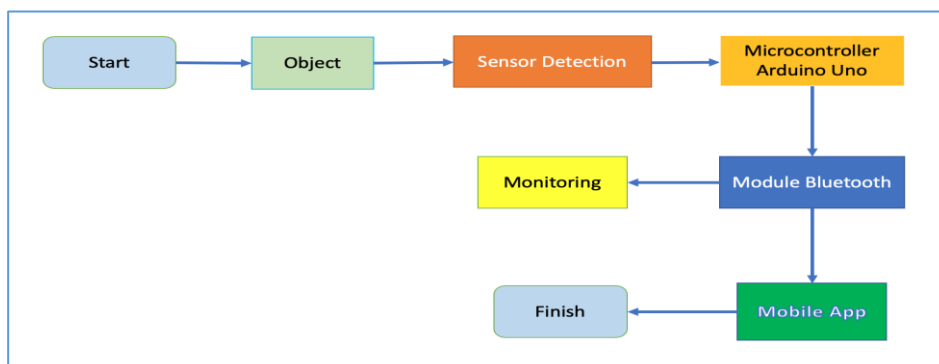 Start
Object
Sensor Detection
Microcontroller
Arduino Uno
Monitoring
Module Bluetooth
Finish
Mobile App